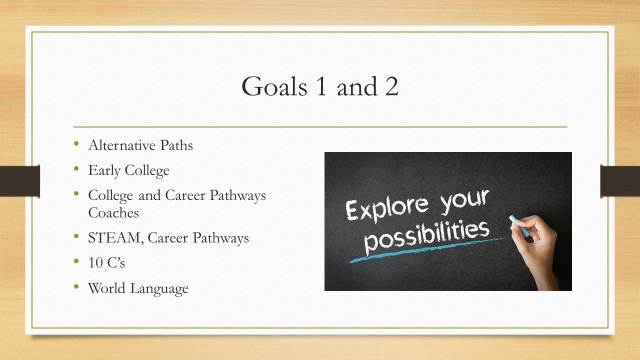 Goals 1 and 2
Alternative Paths
Early College
College and Career Pathways
Coaches
STEAM, Career Pathways
10 C's
World Language
Explore your
possibilities